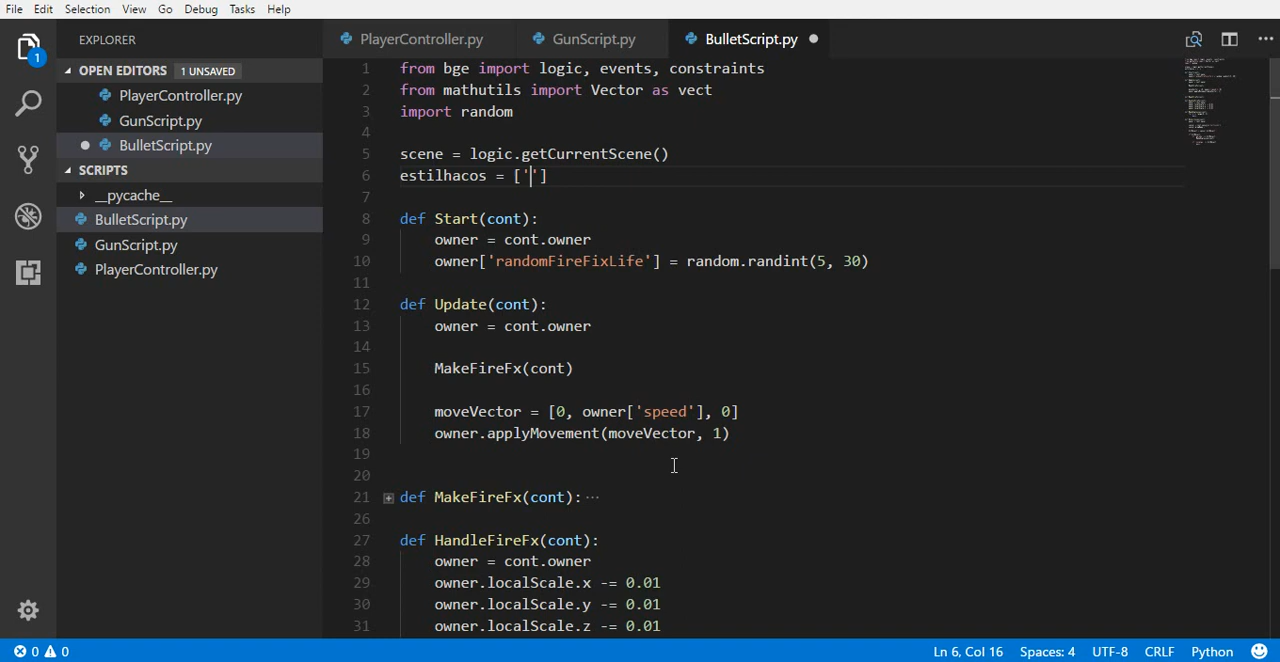 File Edit Selection View Go Debug Tasks Help
EXPLORER
PlayerController.py GunScript.py BulletScript.py
1
OPEN EDITORS 1 UNSAVED
PlayerController.py
GunScript.py
BulletScript.py
SCRIPTS
__pycache__
BulletScript.py
GunScript.py
PlayerController.py
1 from bge import logic, events, constraints
2 from mathutils import Vector as vect
3 import random
4
5 scene = logic.getCurrentScene()
6 estilhacos = ['']
7
8 def Start(cont):
9 owner = cont.owner
10 owner['randomFireFixLife'] = random.randint(5, 30)
11
12 def Update(cont):
13 owner = cont.owner
14
15 MakeFireFx(cont)
16
17 moveVector = [0, owner['speed'], 0]
18 owner.applyMovement(moveVector, 1)
19
20
21 def MakeFireFx(cont): ···
26
27 def HandleFireFx(cont):
28 owner = cont.owner
29 owner.localScale.x -= 0.01
30 owner.localScale.y -= 0.01
31 owner.localScale.z -= 0.01
0 0 Ln 6, Col 16 Spaces: 4 UTF-8 CRLF Python